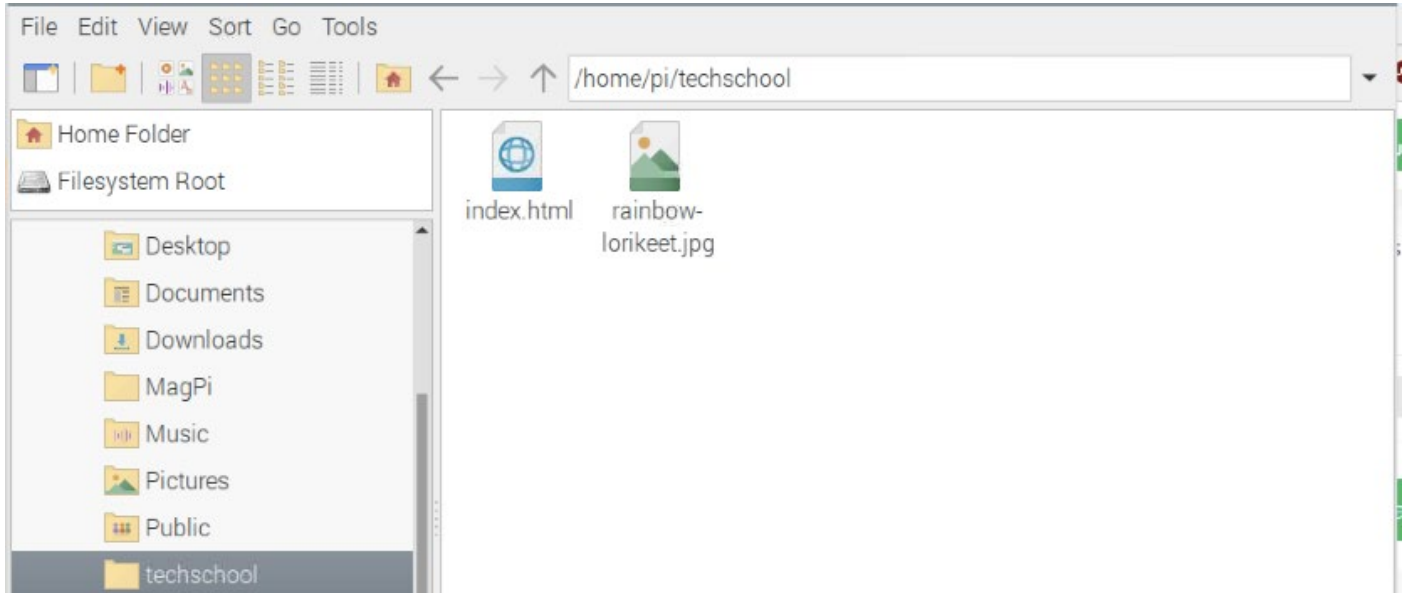 File Edit View Sort Go Tools
/home/pi/techschool
Home Folder
Filesystem Root
Desktop
Documents
Downloads
MagPi
Music
Pictures
Public
techschool
index.html
rainbow-
lorikeet.jpg